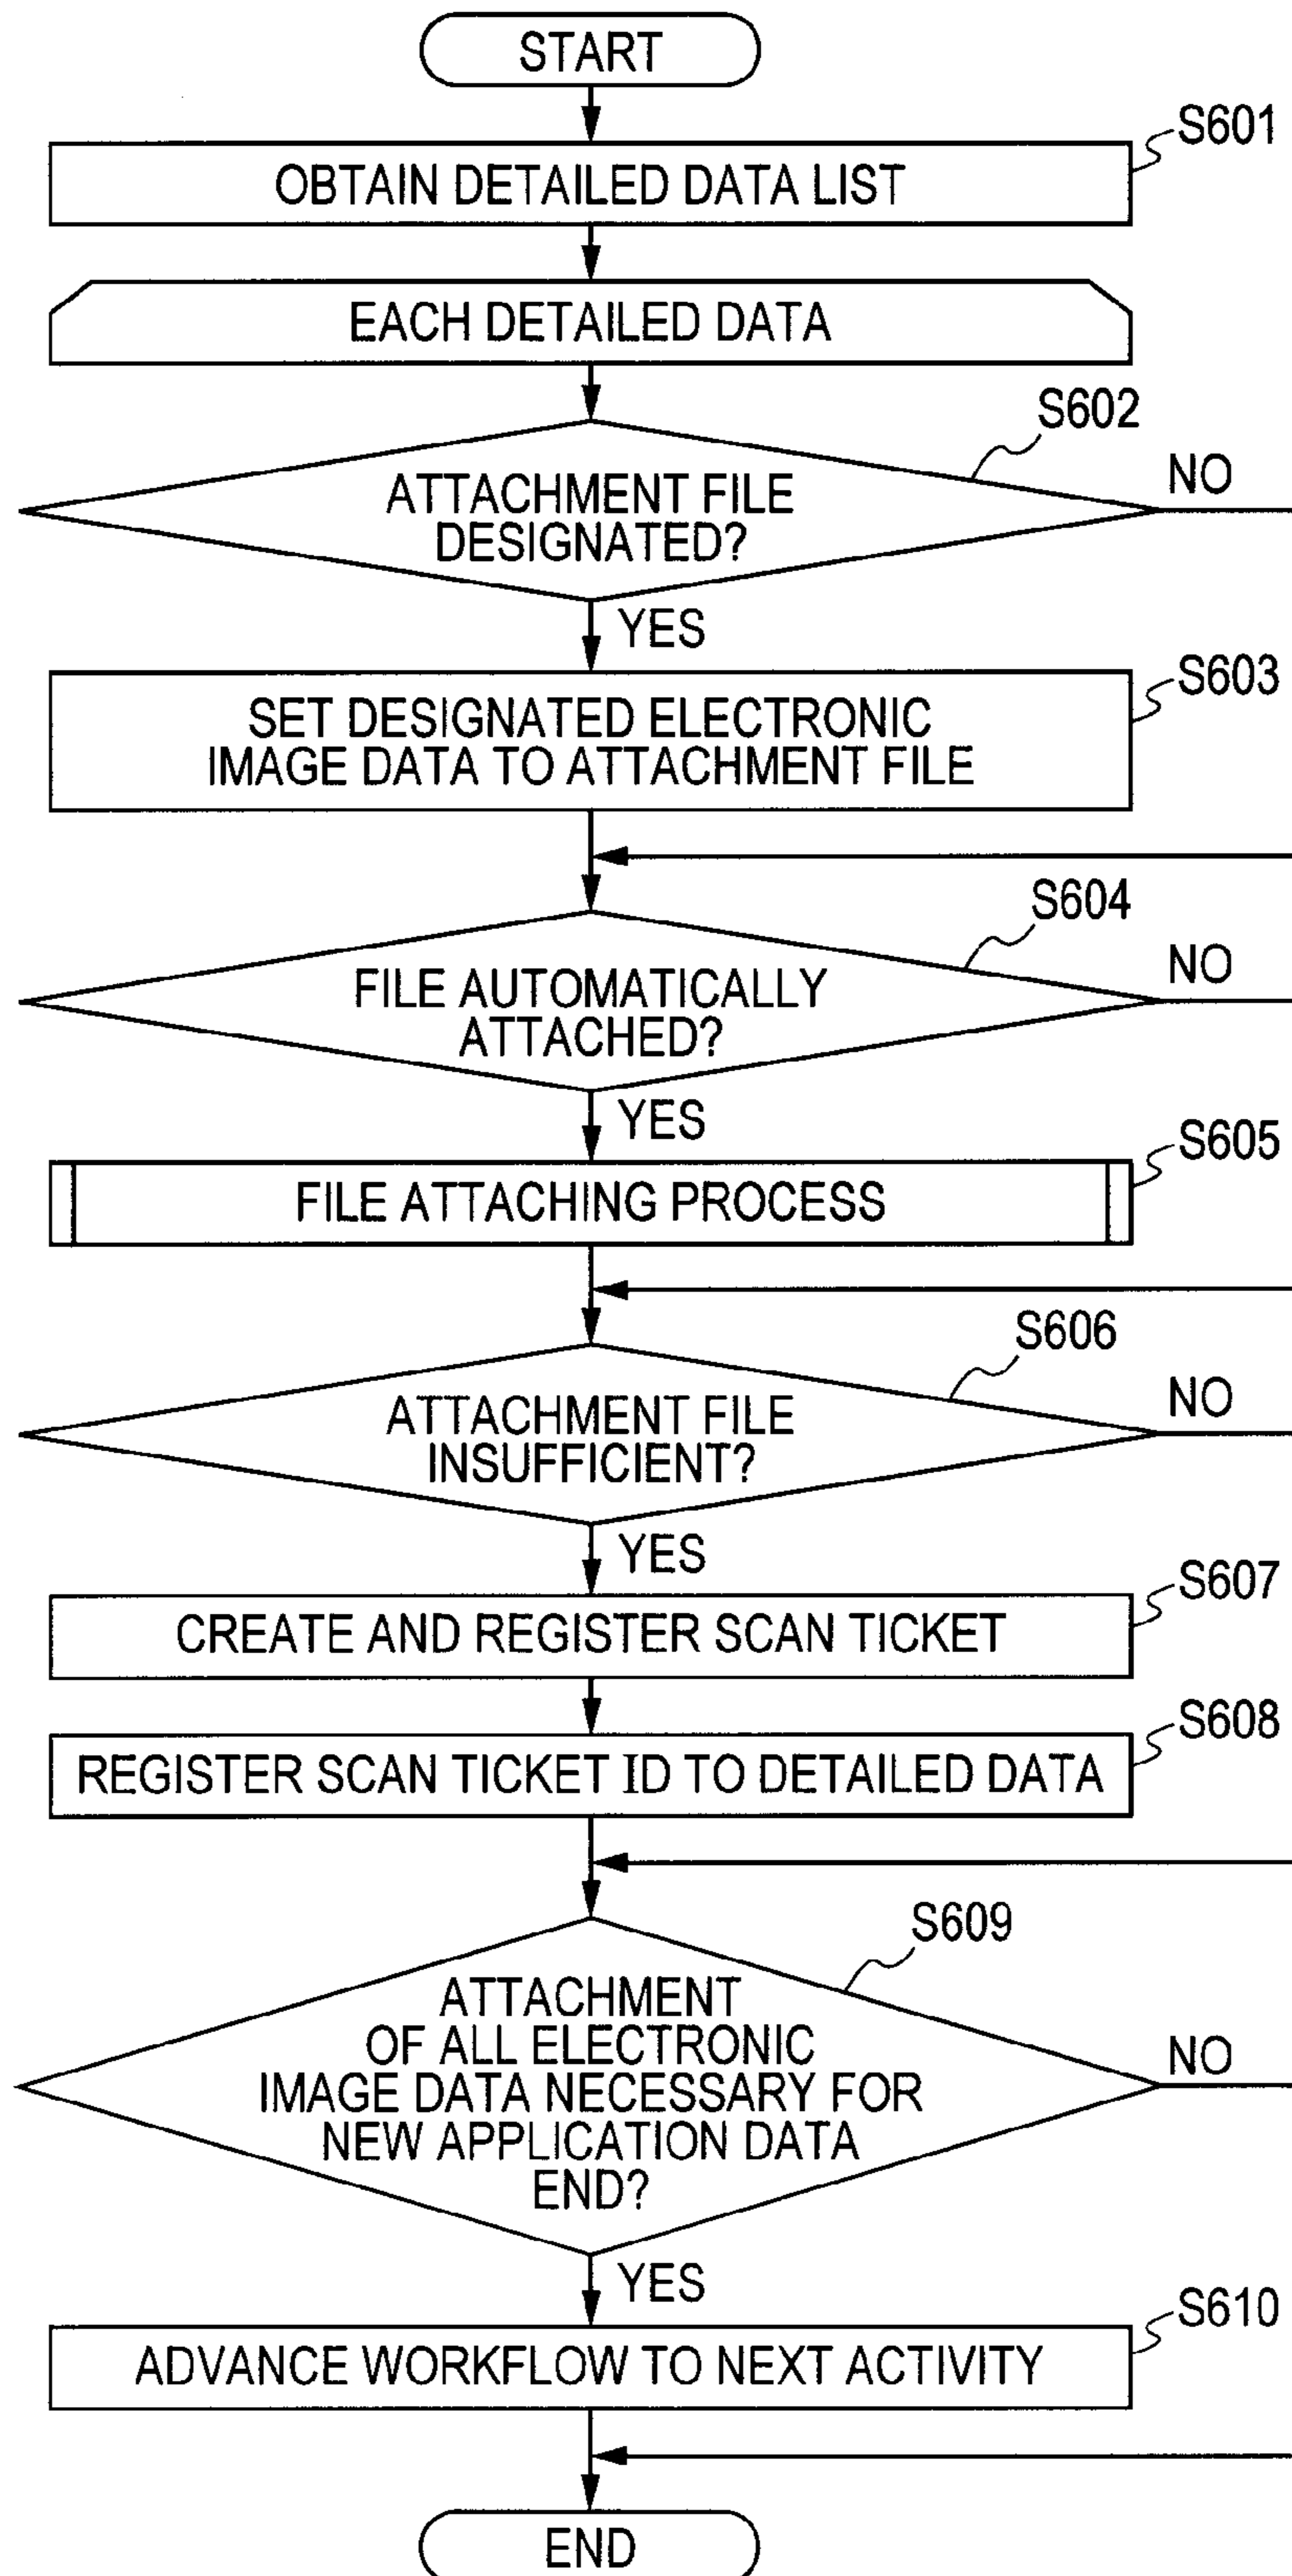 START
S601
OBTAIN DETAILED DATA LIST
EACH DETAILED DATA
S602
ATTACHMENT FILE
DESIGNATED?
NO
YES
S603
SET DESIGNATED ELECTRONIC
IMAGE DATA TO ATTACHMENT FILE
S604
FILE AUTOMATICALLY
ATTACHED?
NO
YES
S605
FILE ATTACHING PROCESS
S606
ATTACHMENT FILE
INSUFFICIENT?
NO
YES
S607
CREATE AND REGISTER SCAN TICKET
S608
REGISTER SCAN TICKET ID TO DETAILED DATA
S609
ATTACHMENT
OF ALL ELECTRONIC
IMAGE DATA NECESSARY FOR
NEW APPLICATION DATA
END?
NO
YES
S610
ADVANCE WORKFLOW TO NEXT ACTIVITY
END